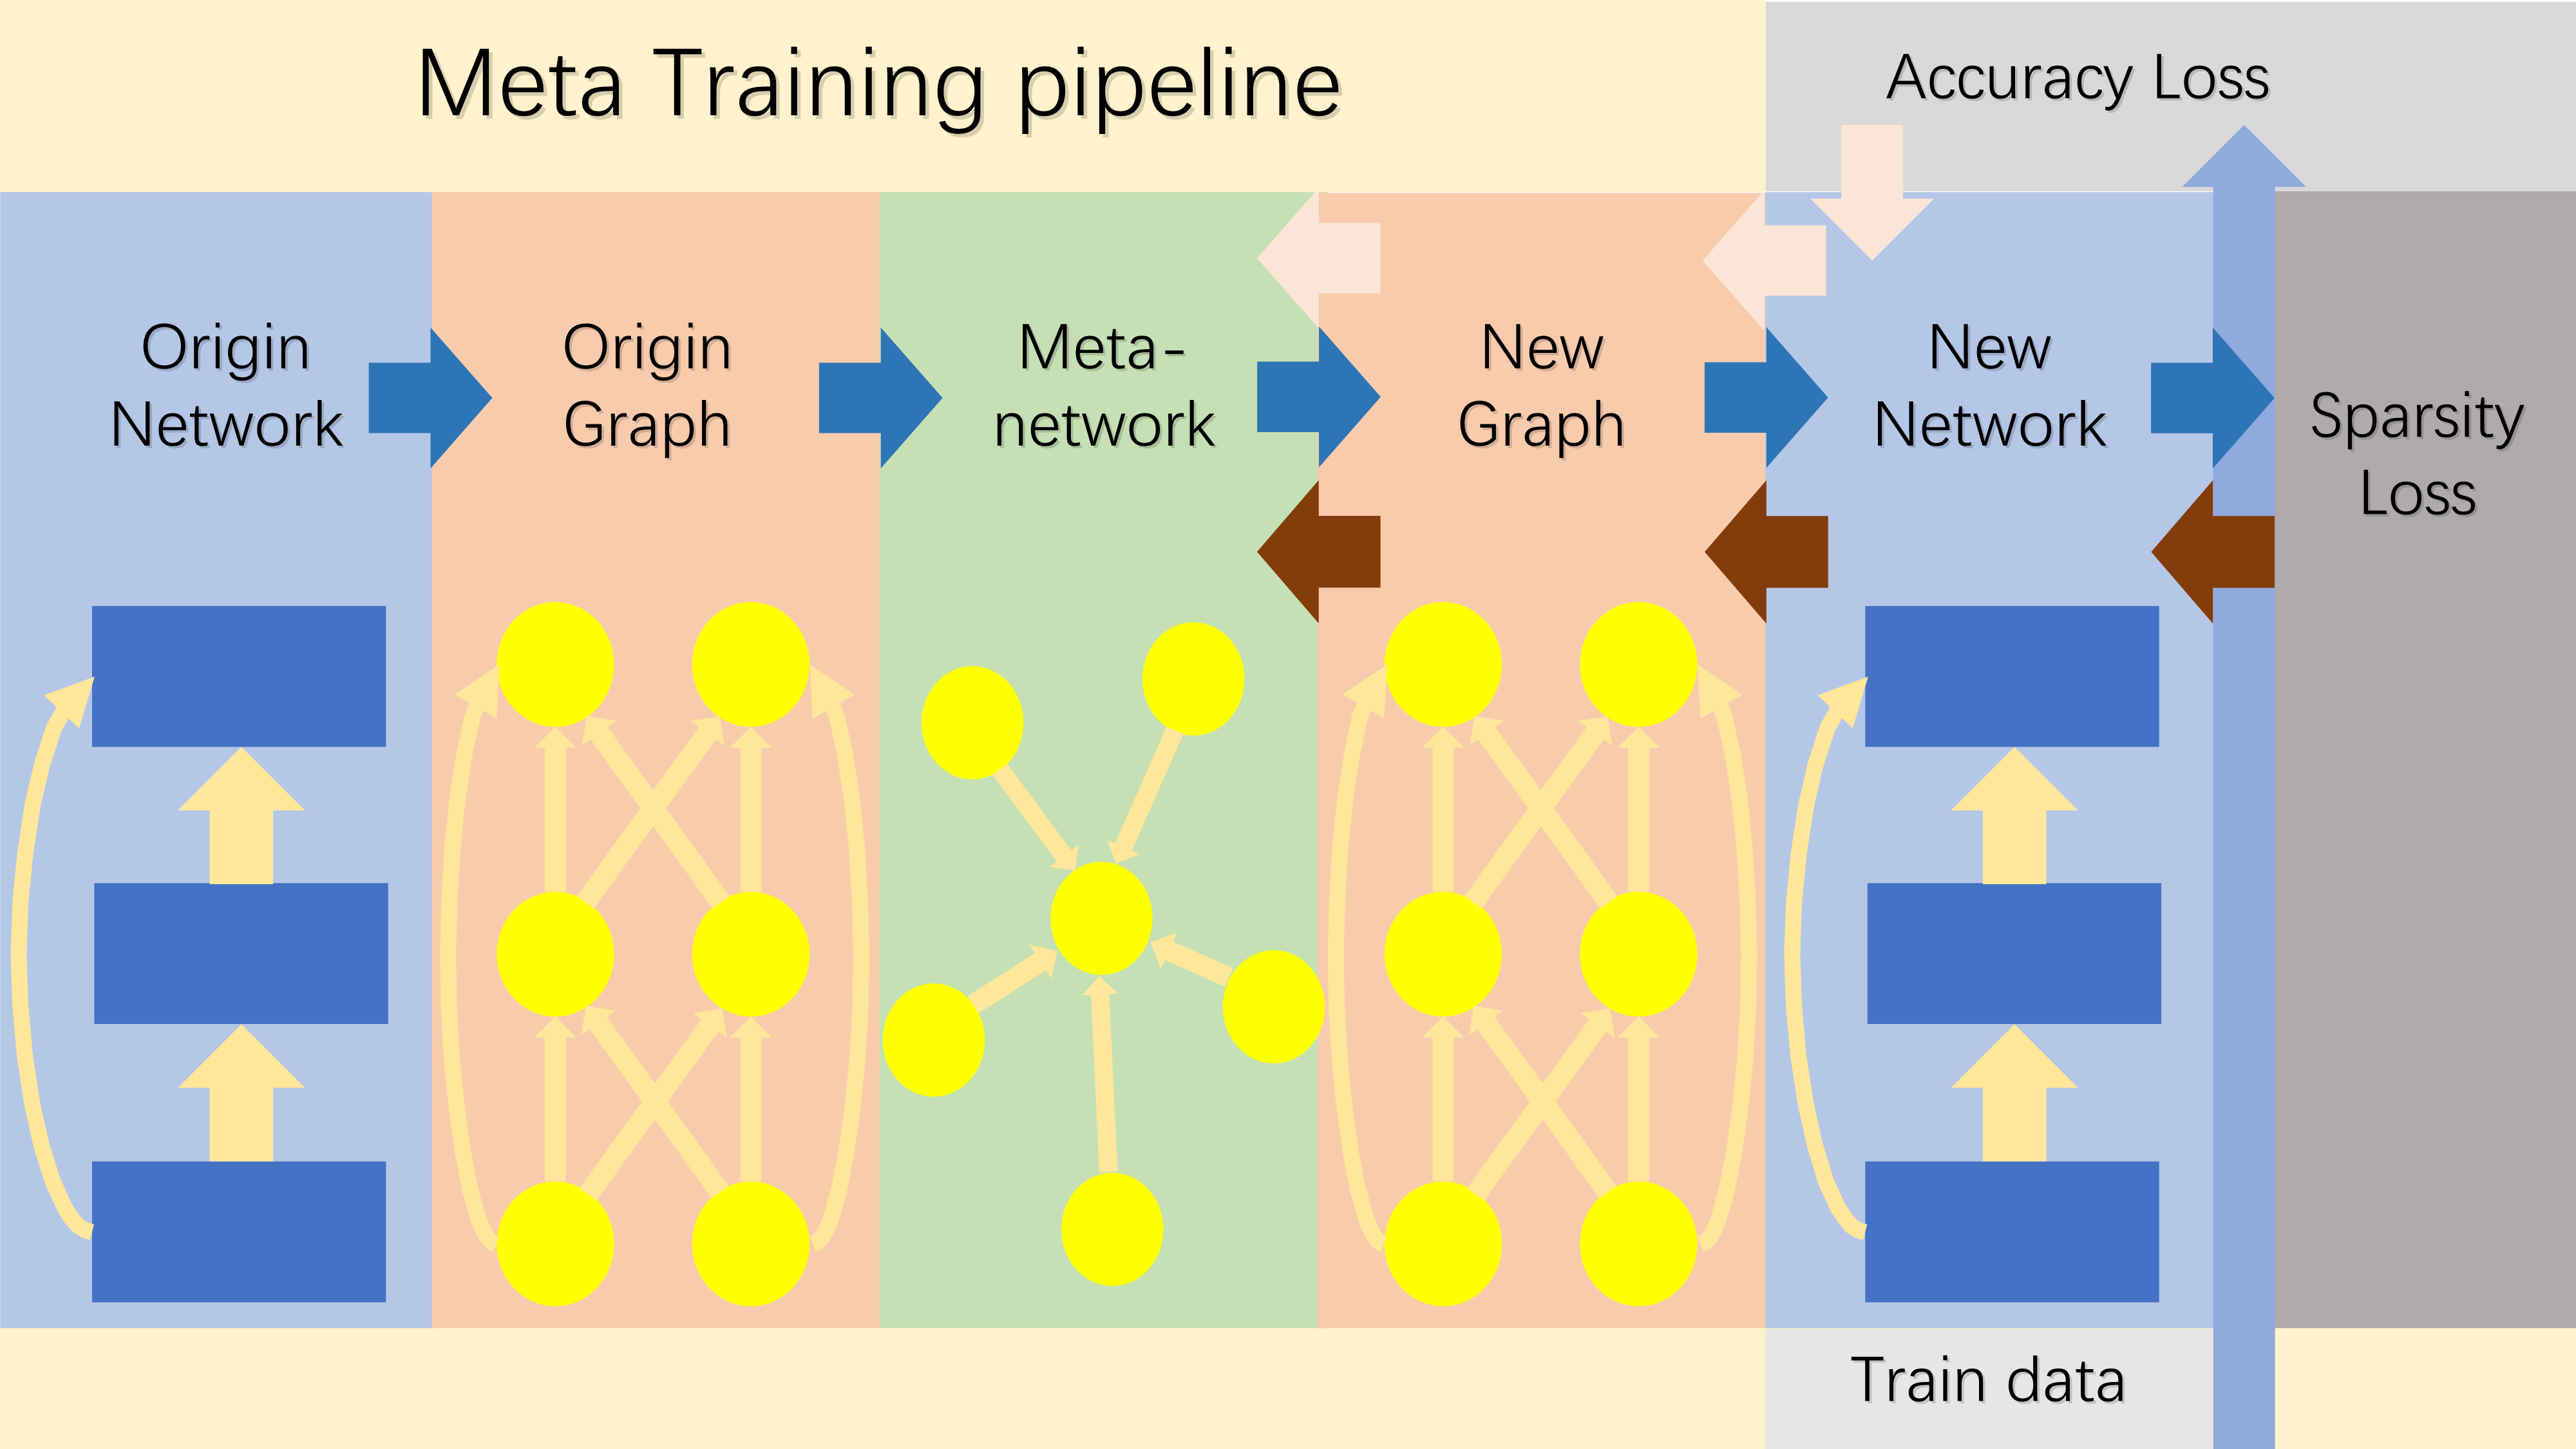 Meta Training pipeline
Accuracy Loss
Origin
Network
Origin
Graph
Meta-
network
New
Graph
New
Network
Sparsity
Loss
Train data